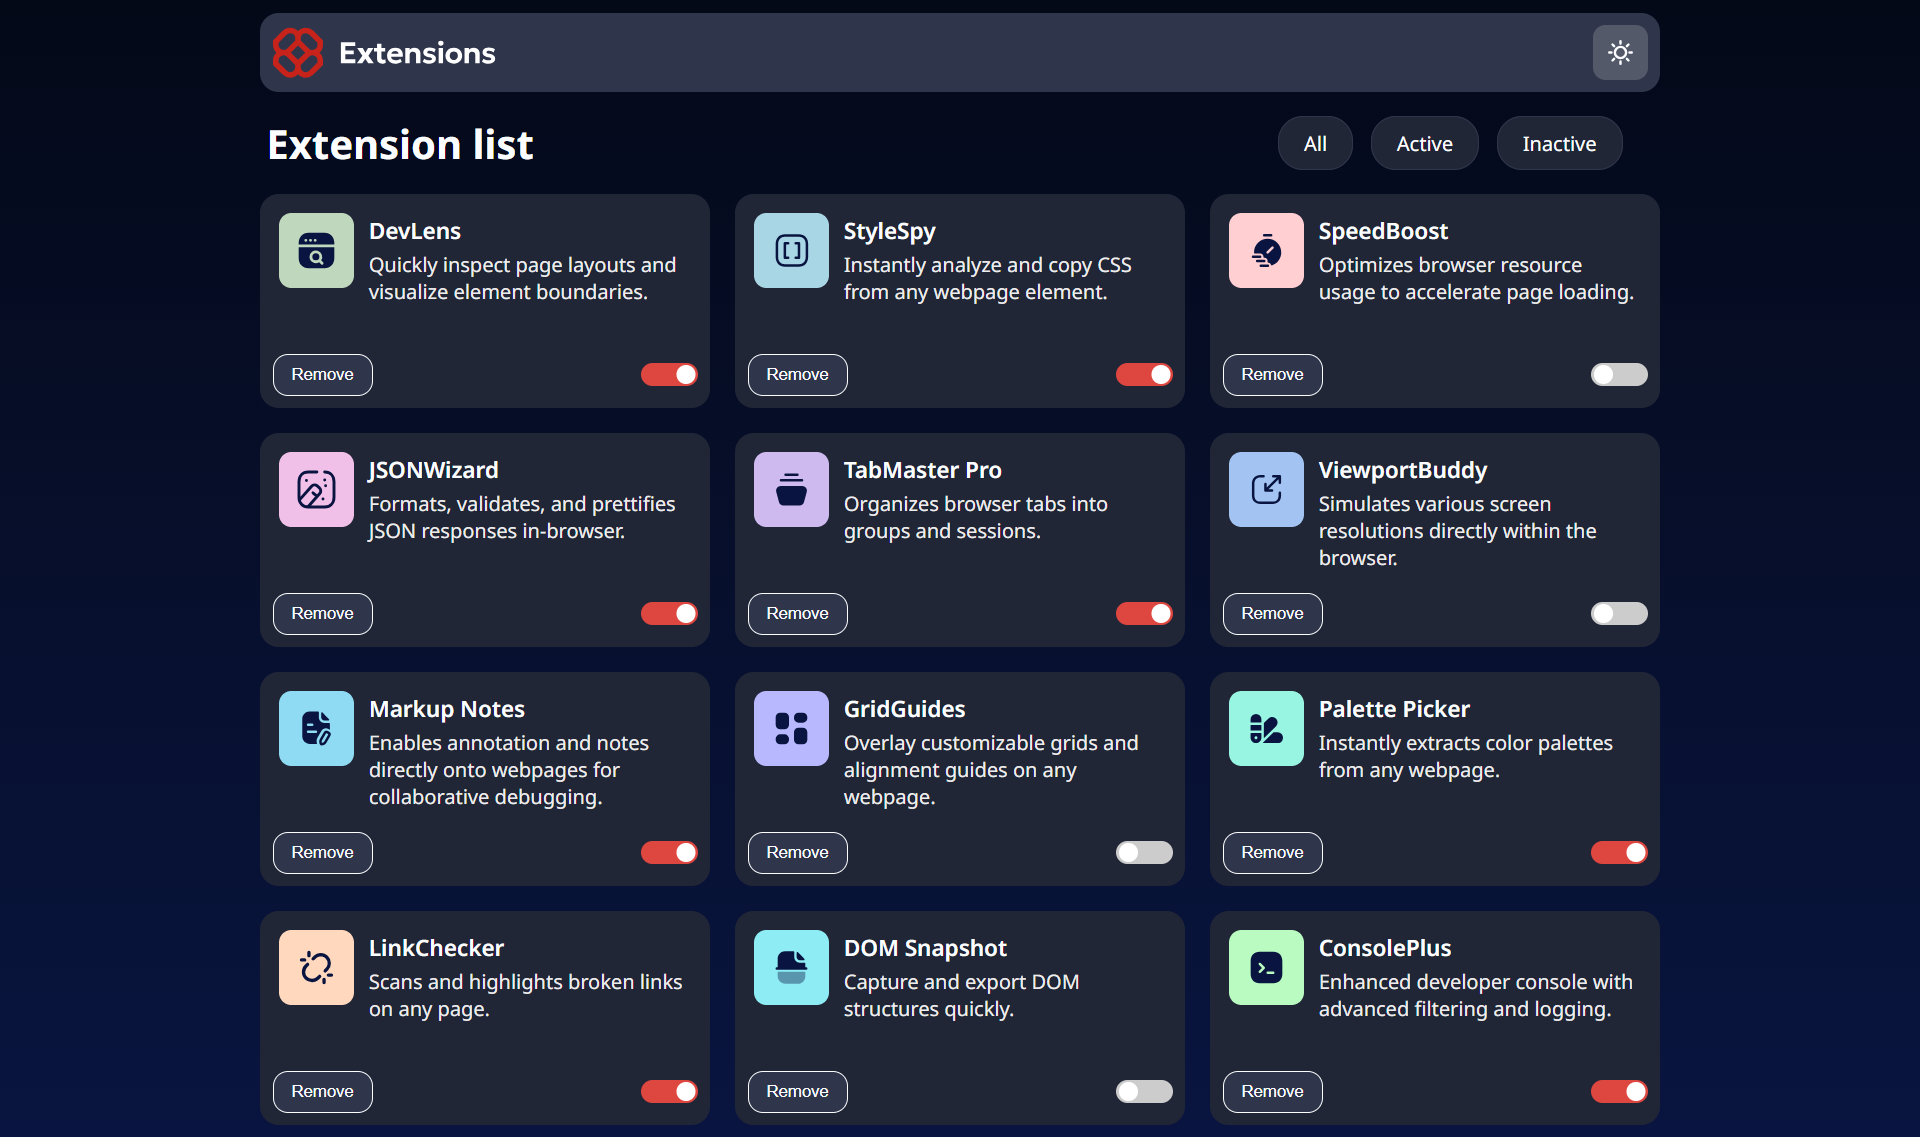 Extensions
Extension list
All
Active
Inactive
DevLens
Quickly inspect page layouts and
visualize element boundaries.
Remove
StyleSpy
Instantly analyze and copy CSS
from any webpage element.
Remove
SpeedBoost
Optimizes browser resource
usage to accelerate page loading.
Remove
JSONWizard
Formats, validates, and prettifies
JSON responses in-browser.
Remove
TabMaster Pro
Organizes browser tabs into
groups and sessions.
Remove
ViewportBuddy
Simulates various screen
resolutions directly within the
browser.
Remove
Markup Notes
Enables annotation and notes
directly onto webpages for
collaborative debugging.
Remove
GridGuides
Overlay customizable grids and
alignment guides on any
webpage.
Remove
Palette Picker
Instantly extracts color palettes
from any webpage.
Remove
LinkChecker
Scans and highlights broken links
on any page.
Remove
DOM Snapshot
Capture and export DOM
structures quickly.
Remove
ConsolePlus
Enhanced developer console with
advanced filtering and logging.
Remove